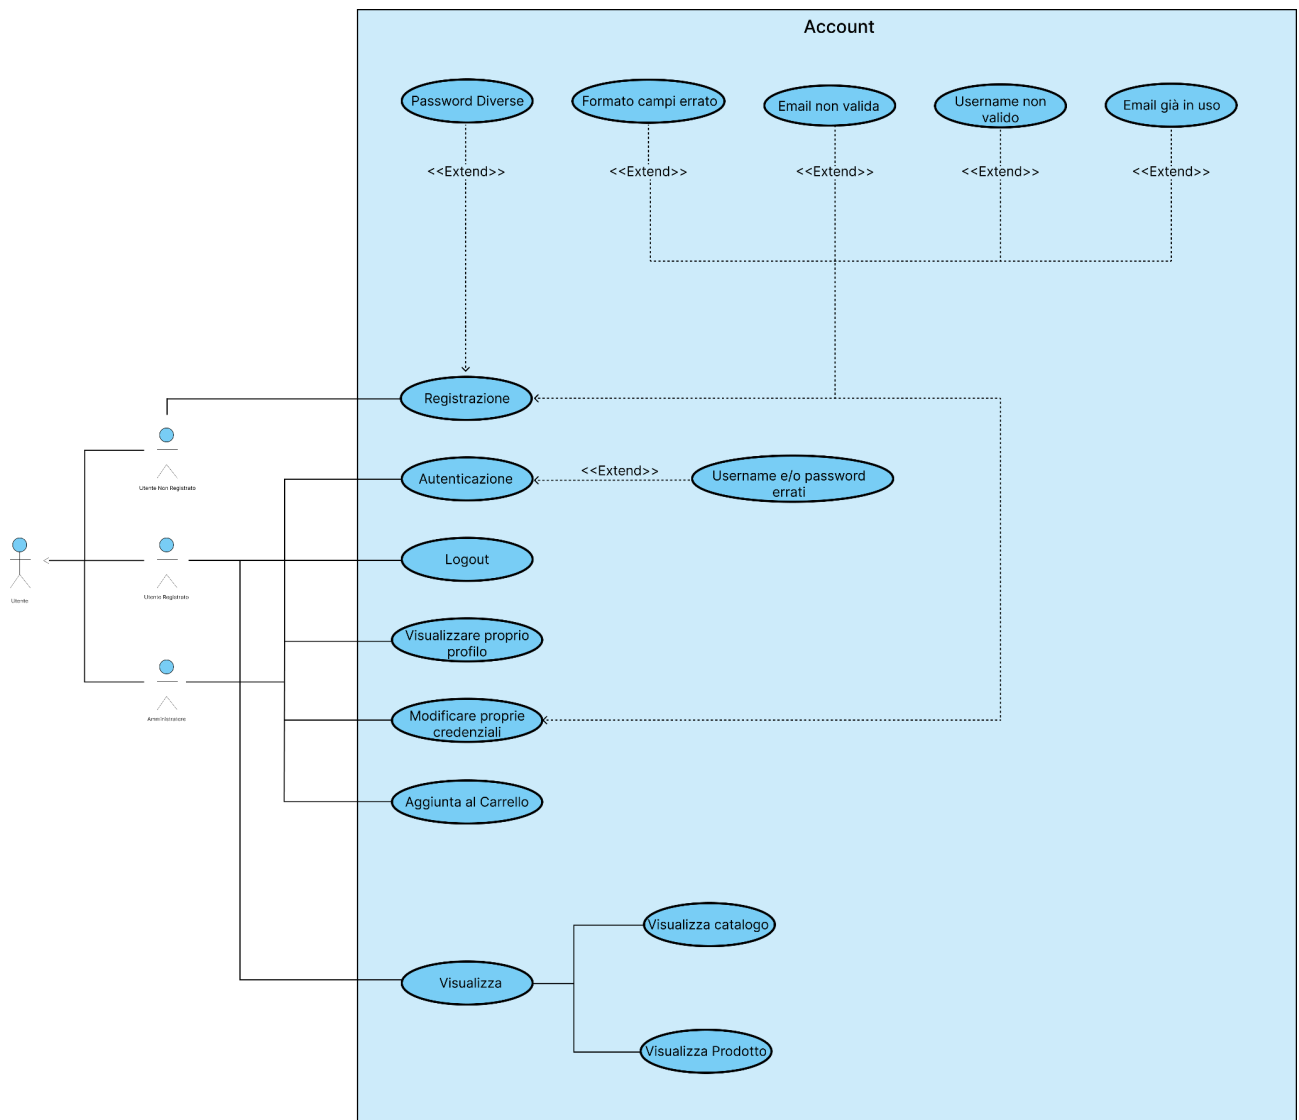 Account
Password Diverse
Formato campi errato
Email non valida
Username non
valido
Email già in uso
<<Extend>>
<<Extend>>
<<Extend>>
<<Extend>>
<<Extend>>
Registrazione
Utente Non Registrato
Autenticazione
<<Extend>>
Username e/o password
errati
Utente
Utente Registrato
Logout
Visualizzare proprio
profilo
Amministratore
Modificare proprie
credenziali
Aggiunta al Carrello
Visualizza catalogo
Visualizza
Visualizza Prodotto